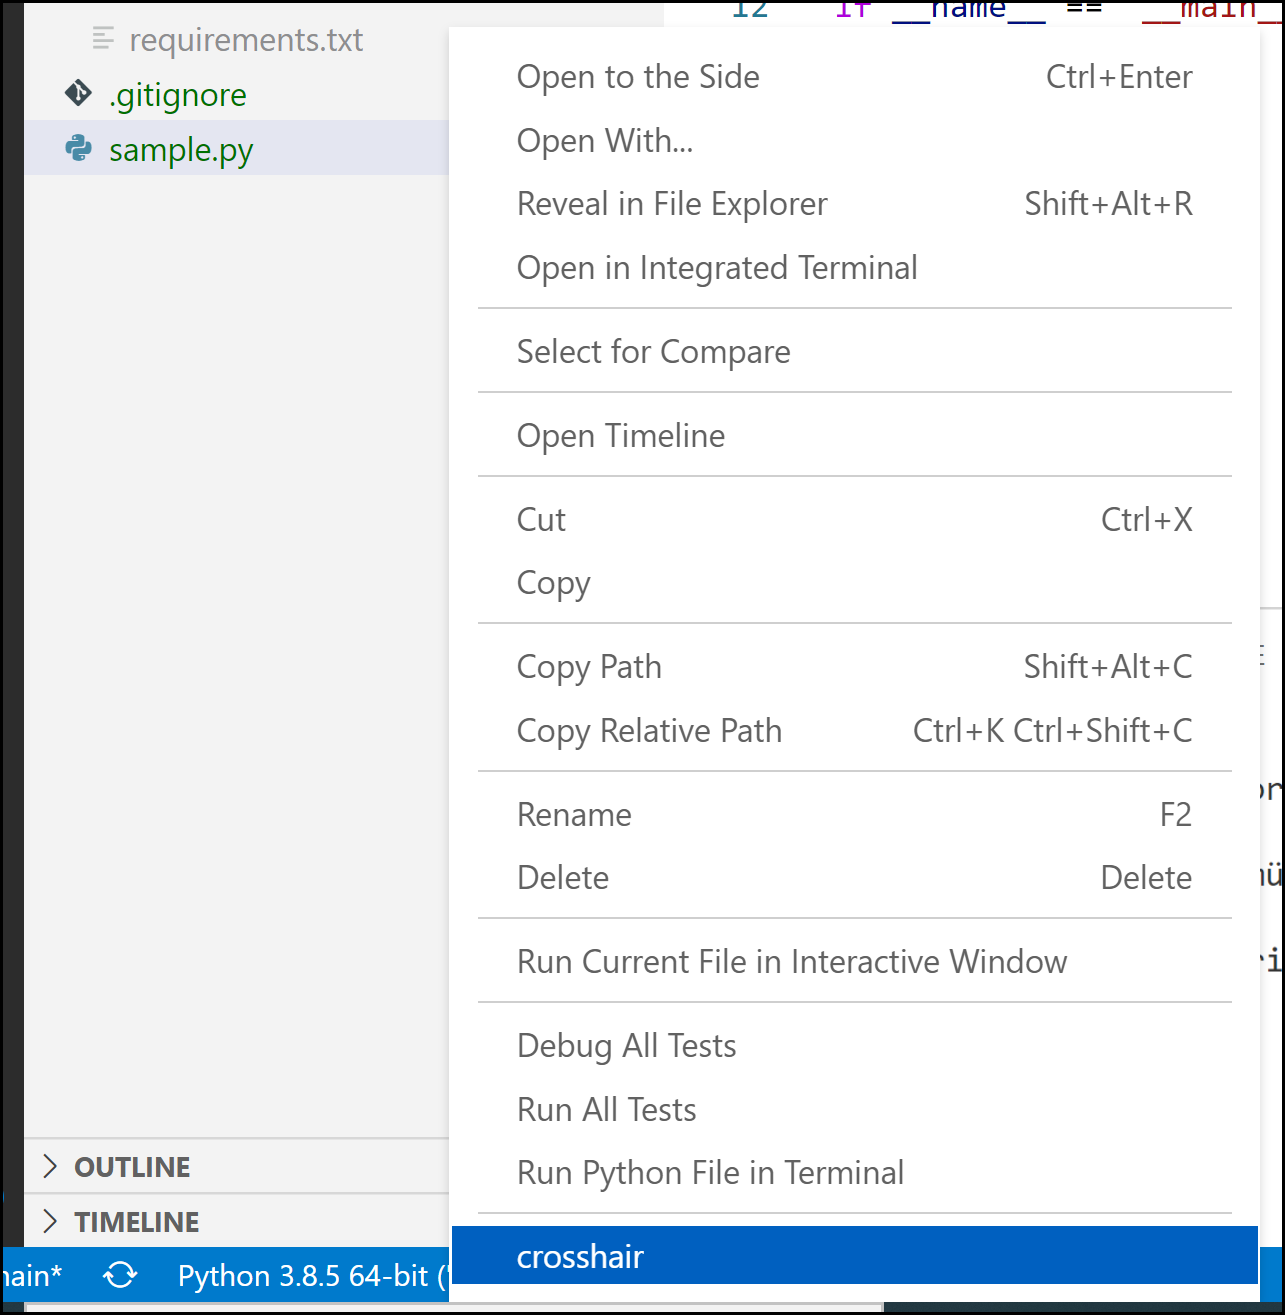 12 if __name__ == "__main__
requirements.txt
.gitignore
sample.py
Open to the Side Ctrl+Enter
Open With...
Reveal in File Explorer Shift+Alt+R
Open in Integrated Terminal
Select for Compare
Open Timeline
Cut Ctrl+X
Copy
Copy Path Shift+Alt+C
Copy Relative Path Ctrl+K Ctrl+Shift+C
Rename F2
Delete Delete
Run Current File in Interactive Window
Debug All Tests
Run All Tests
Run Python File in Terminal
OUTLINE
TIMELINE
crosshair
Python 3.8.5 64-bit ('